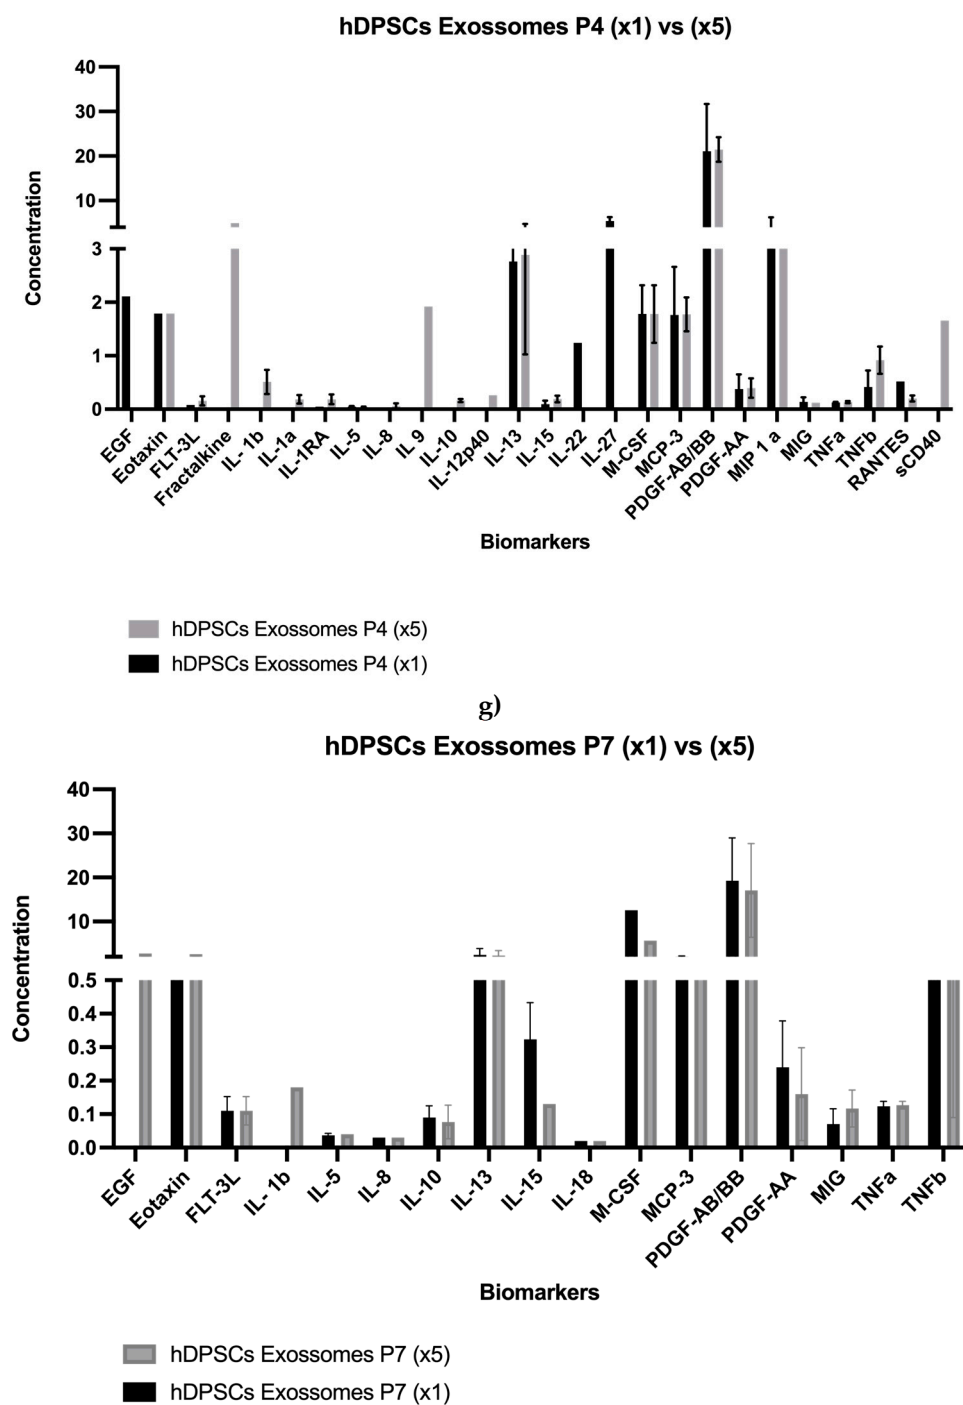 hDPSCs Exossomes P4 (x1) vs (x5)
Concentration
40
30
20
10
3
2
1
0
EGF
Eotaxin
FLT-3L
Fractalkine
IL- 1b
IL-1a
IL-1RA
IL-5
IL-8
IL 9
IL-10
IL-12p40
IL-13
IL-15
IL-22
IL-27
M-CSF
MCP-3
PDGF-AB/BB
PDGF-AA
MIP 1 a
MIG
TNFa
TNFb
RANTES
sCD40
Biomarkers
hDPSCs Exossomes P4 (x5)
hDPSCs Exossomes P4 (x1)
g)
hDPSCs Exossomes P7 (x1) vs (x5)
Concentration
40
30
20
10
0.5
0.4
0.3
0.2
0.1
0.0
EGF
Eotaxin
FLT-3L
IL- 1b
IL-5
IL-8
IL-10
IL-13
IL-15
IL-18
M-CSF
MCP-3
PDGF-AB/BB
PDGF-AA
MIG
TNFa
TNFb
Biomarkers
hDPSCs Exossomes P7 (x5)
hDPSCs Exossomes P7 (x1)